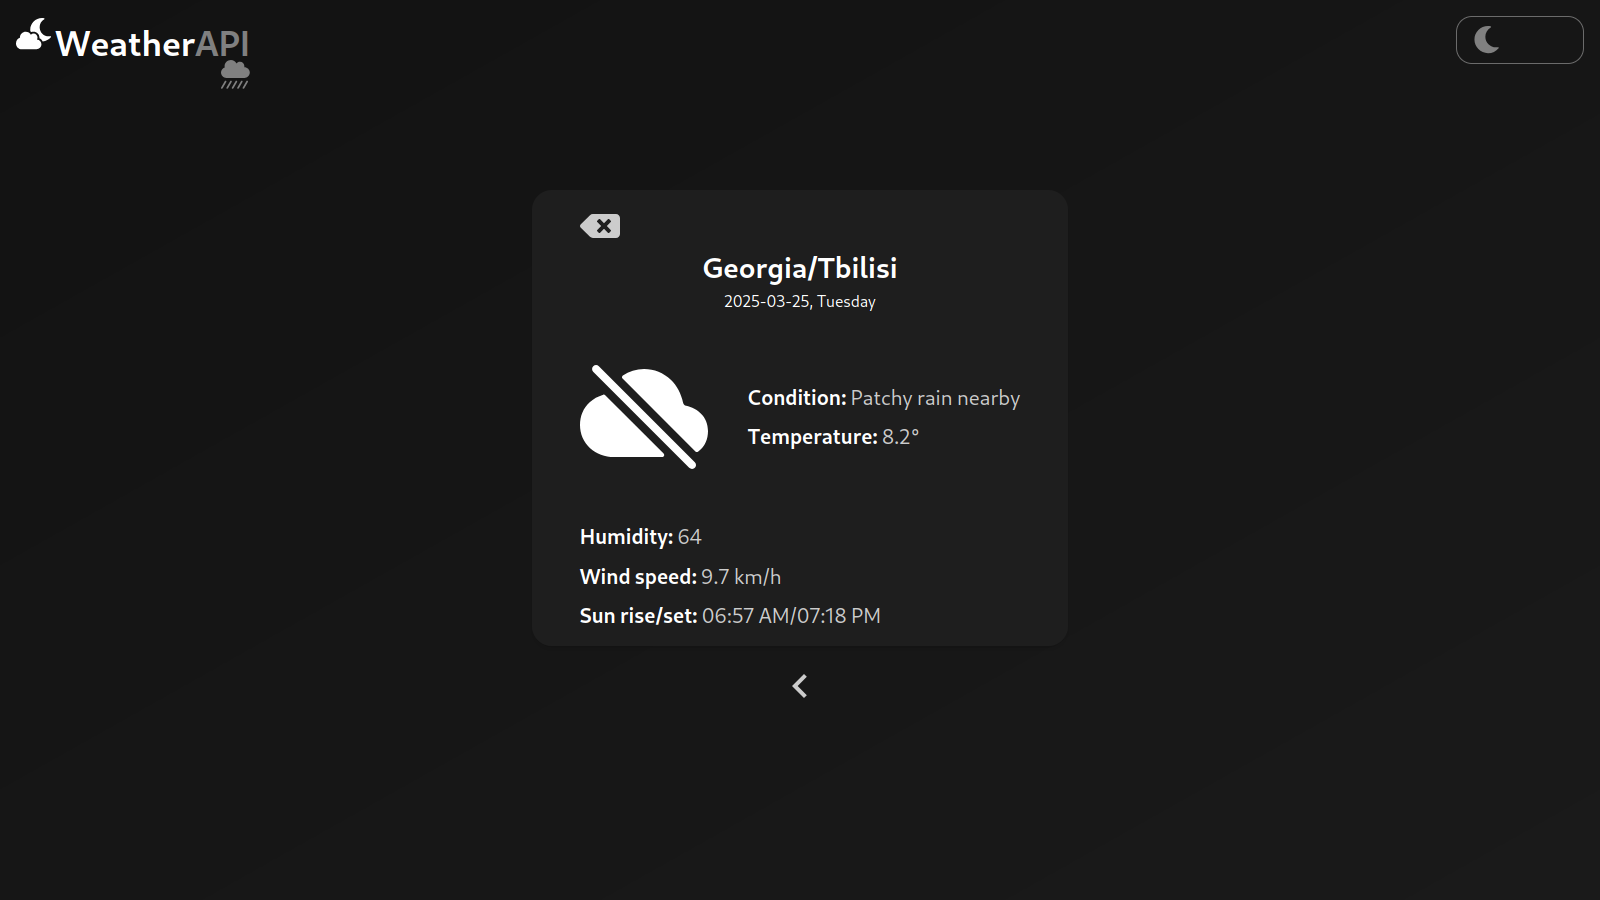 WeatherAPI
Georgia/Tbilisi
2025-03-25, Tuesday
Condition: Patchy rain nearby
Temperature: 8.2°
Humidity: 64
Wind speed: 9.7 km/h
Sun rise/set: 06:57 AM/07:18 PM